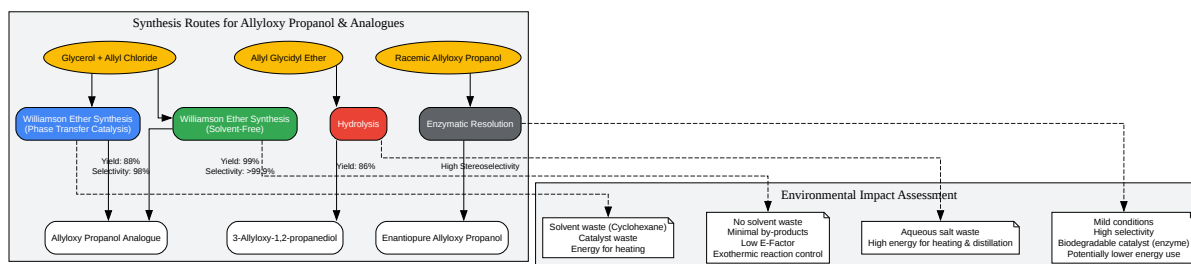 Synthesis Routes for Allyloxy Propanol & Analogues
Glycerol + Allyl Chloride
Allyl Glycidyl Ether
Racemic Allyloxy Propanol
Williamson Ether Synthesis
(Phase Transfer Catalysis)
Williamson Ether Synthesis
(Solvent-Free)
Hydrolysis
Enzymatic Resolution
Yield: 88%
Selectivity: 98%
Yield: 99%
Selectivity: >99.9%
Yield: 86%
High Stereoselectivity
Allyloxy Propanol Analogue
3-Allyloxy-1,2-propanediol
Enantiopure Allyloxy Propanol
Environmental Impact Assessment
Solvent waste (Cyclohexane)
Catalyst waste
Energy for heating
No solvent waste
Minimal by-products
Low E-Factor
Exothermic reaction control
Aqueous salt waste
High energy for heating & distillation
Mild conditions
High selectivity
Biodegradable catalyst (enzyme)
Potentially lower energy use